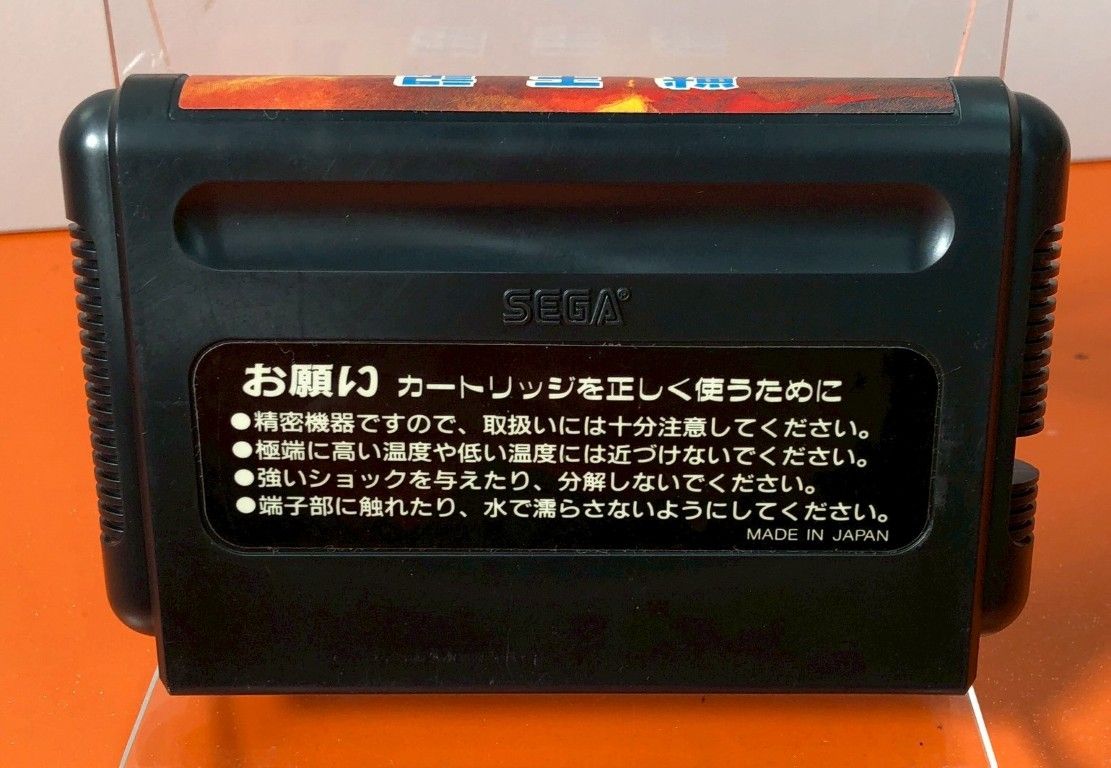 SEGA®
お願い カートリッジを正しく使うために
●精密機器ですので、取扱いには十分注意してください。
●極端に高い温度や低い温度には近づけないでください。
●強いショックを与えたり、分解しないでください。
●端子部に触れたり、水で濡らさないようにしてください。
MADE IN JAPAN